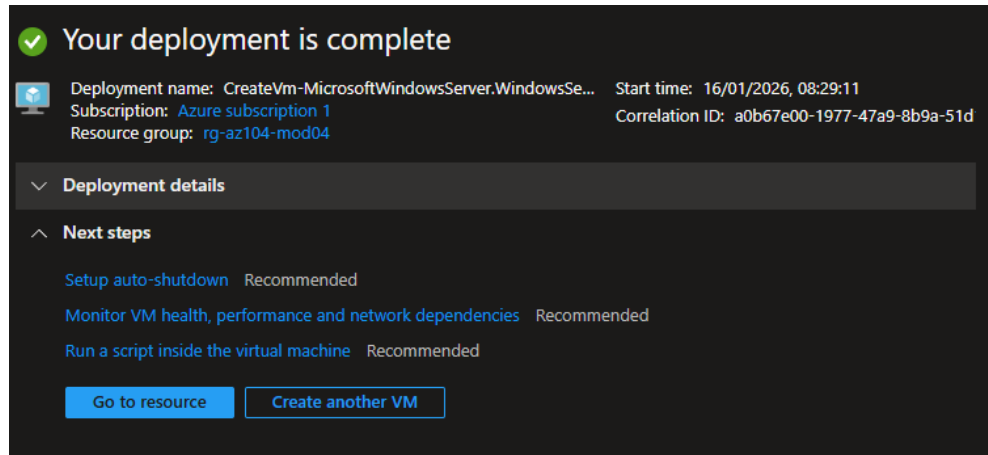 Your deployment is complete
Deployment name: CreateVm-MicrosoftWindowsServer.WindowsSe...
Start time: 16/01/2026, 08:29:11
Subscription: Azure subscription 1
Correlation ID: a0b67e00-1977-47a9-8b9a-51d
Resource group: rg-az104-mod04
Deployment details
Next steps
Setup auto-shutdown Recommended
Monitor VM health, performance and network dependencies Recommended
Run a script inside the virtual machine Recommended
Go to resource
Create another VM